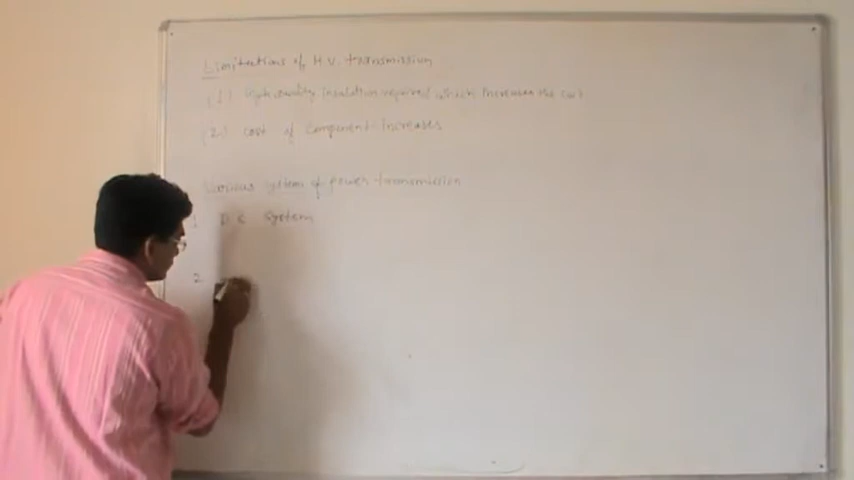 Limitations of H.V. transmission
(1) High quality insulation required which increases the cost
(2) cost of component increases
Various system of power transmission
1 D.C system
2